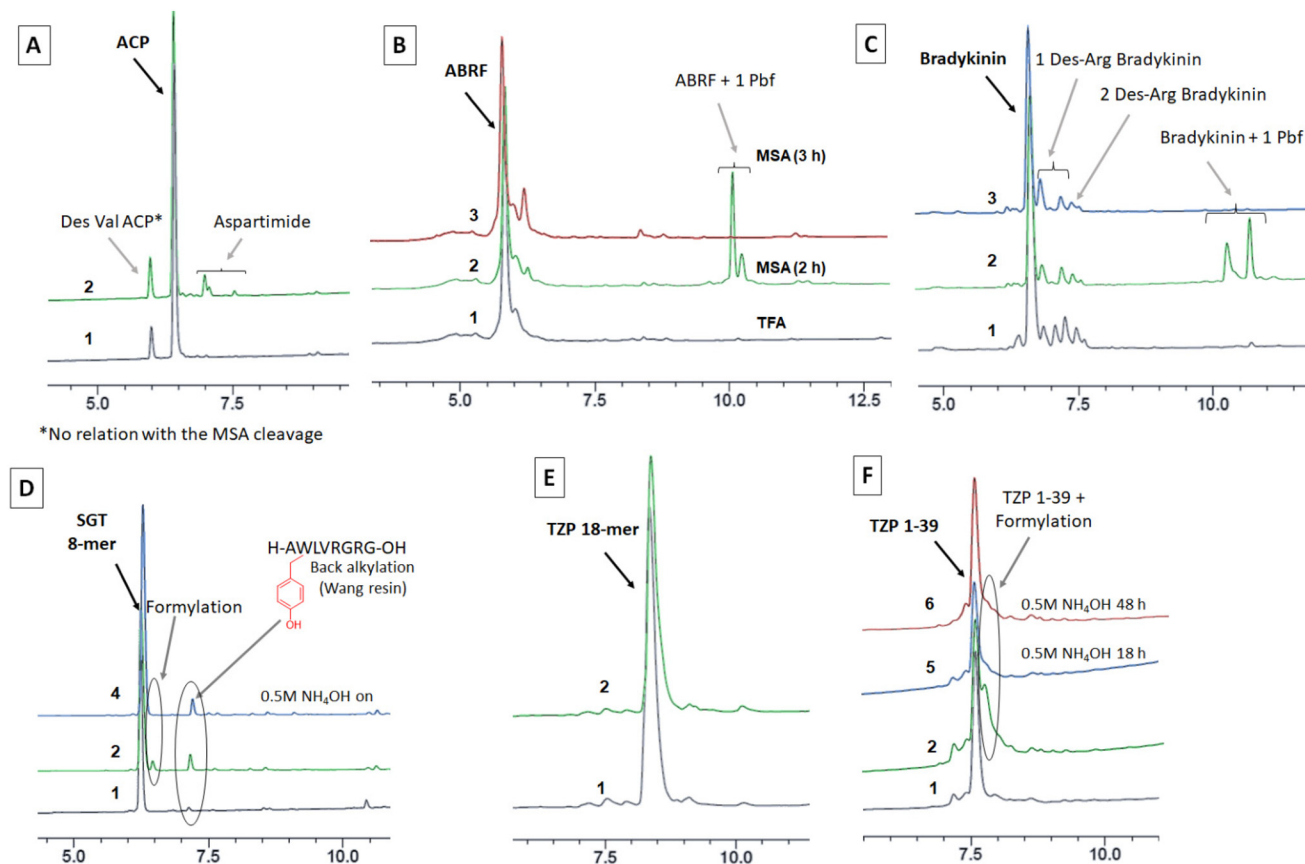 A
ACP
Des Val ACP*
Aspartimide
2
1
5.0
7.5
*No relation with the MSA cleavage
B
ABRF
ABRF + 1 Pbf
MSA (3 h)
3
MSA (2 h)
2
TFA
1
5.0
7.5
10.0
12.5
C
Bradykinin
1 Des-Arg Bradykinin
2 Des-Arg Bradykinin
Bradykinin + 1 Pbf
3
2
1
5.0
7.5
10.0
D
SGT
8-mer
H-AWLVRGRG-OH
Back alkylation
(Wang resin)
OH
Formylation
4
0.5M NH₄OH on
2
1
5.0
7.5
10.0
E
TZP 18-mer
2
1
7.5
10.0
F
TZP 1-39 +
Formylation
TZP 1-39
6
0.5M NH₄OH 48 h
5
0.5M NH₄OH 18 h
2
1
7.5
10.0